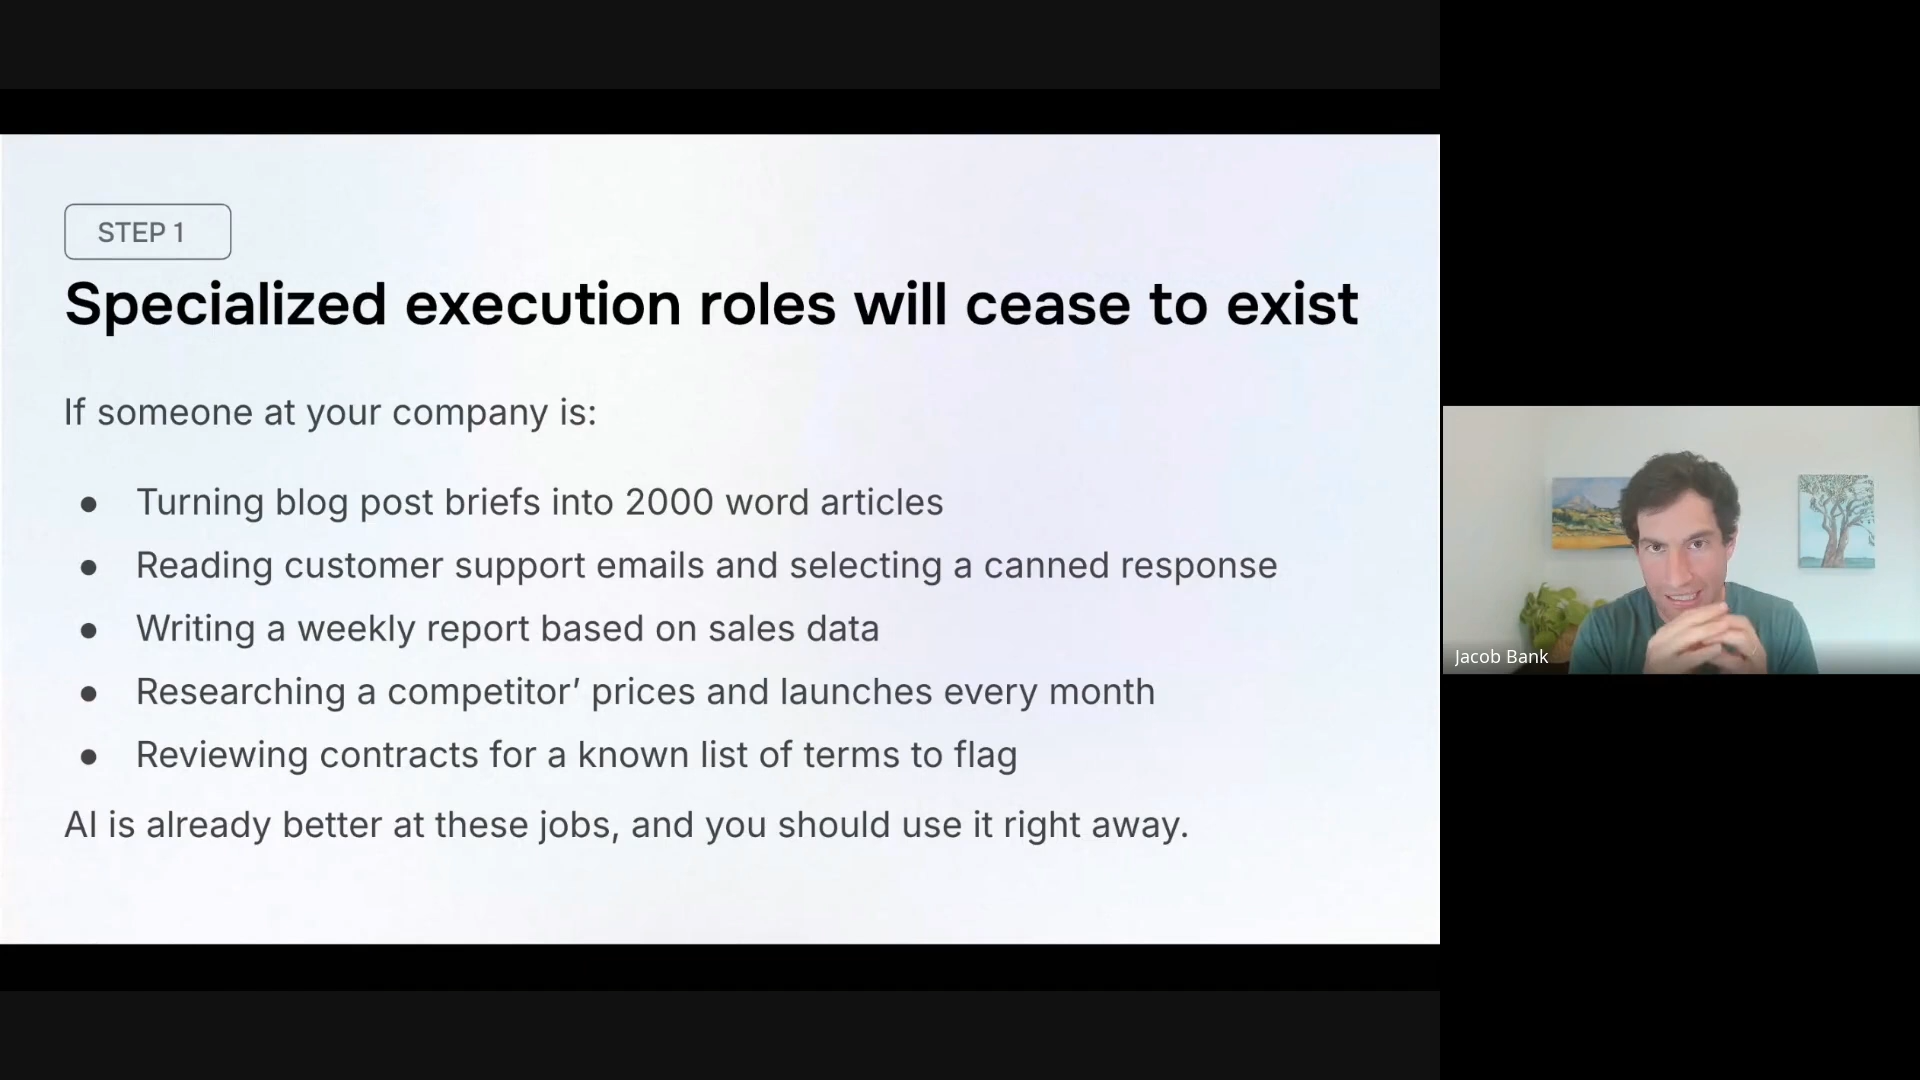 STEP 1
Specialized execution roles will cease to exist
If someone at your company is:
● Turning blog post briefs into 2000 word articles
● Reading customer support emails and selecting a canned response
● Writing a weekly report based on sales data
● Researching a competitor’ prices and launches every month
● Reviewing contracts for a known list of terms to flag
AI is already better at these jobs, and you should use it right away.
Jacob Bank